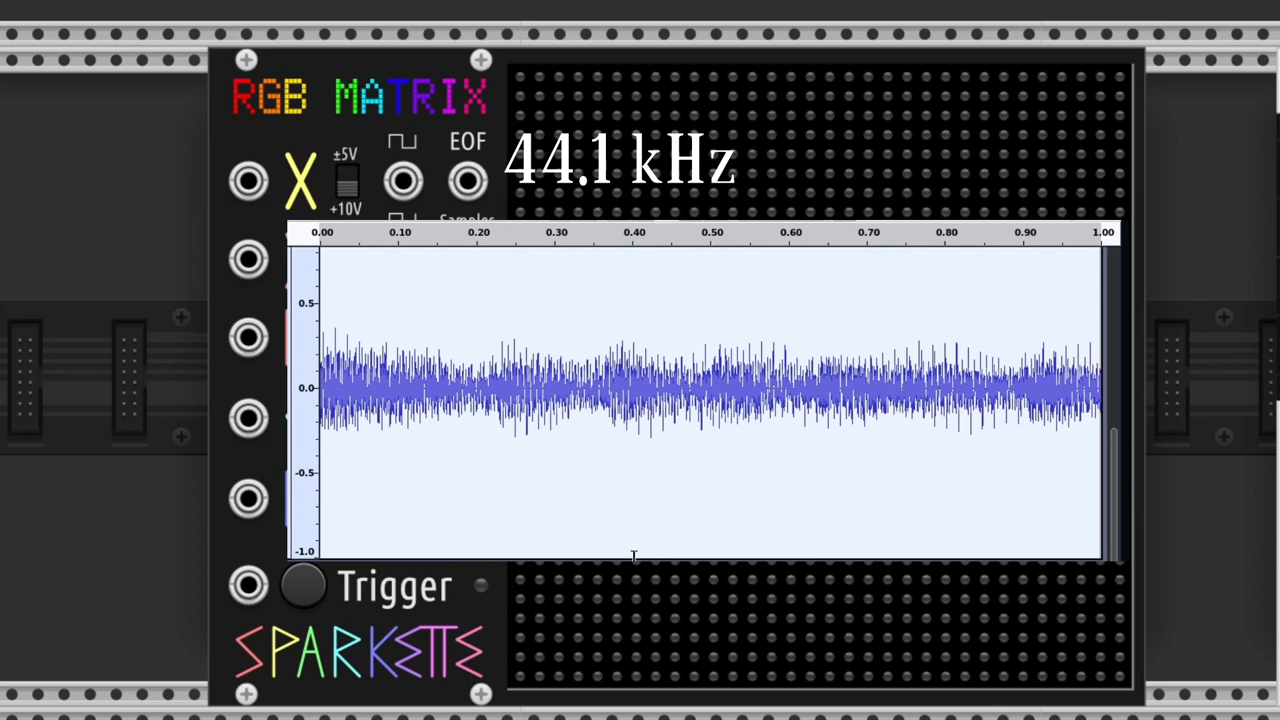 RGB MATRIX
±5V
EOF
44.1 kHz
X
+10V
Samples
0.00 0.10 0.20 0.30 0.40 0.50 0.60 0.70 0.80 0.90 1.00
0.5
0.0
-0.5
-1.0
Trigger
SPARKETTE